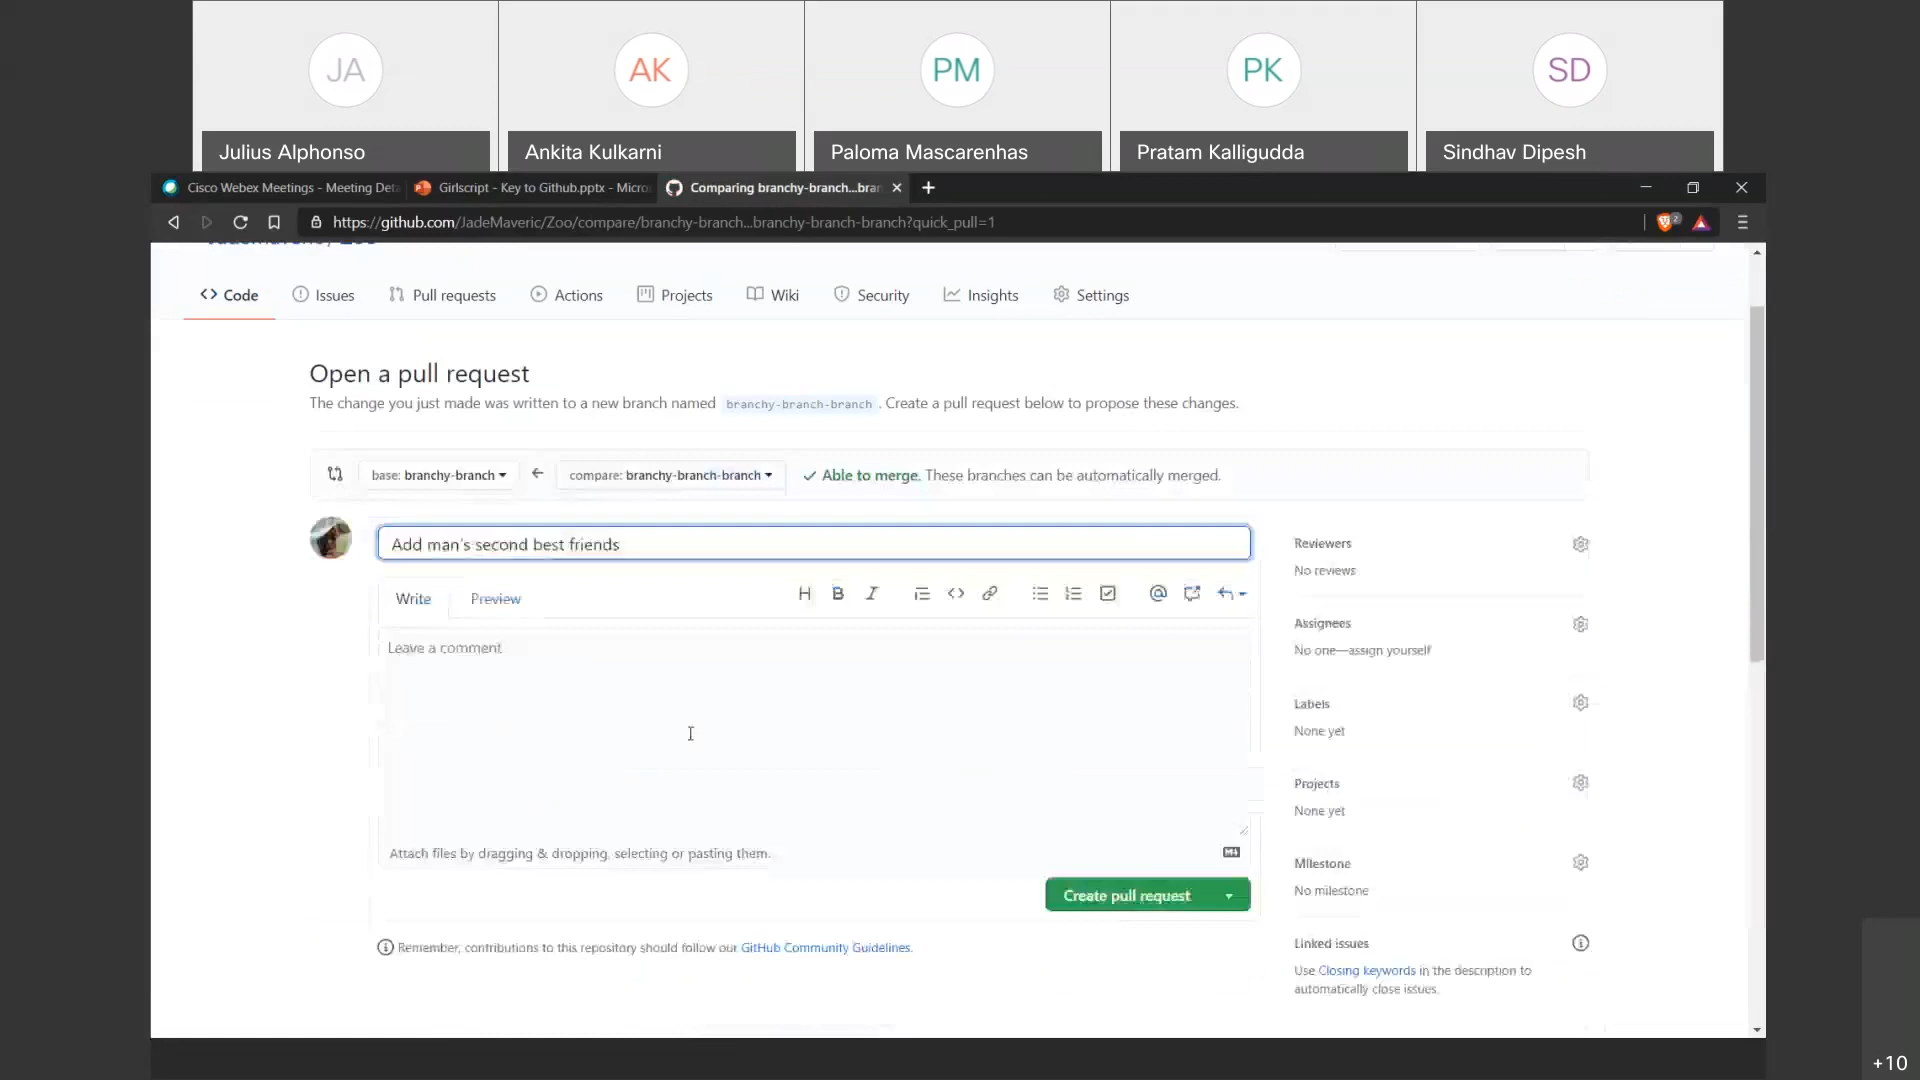 JA
AK
PM
PK
SD
Julius Alphonso
Ankita Kulkarni
Paloma Mascarenhas
Pratam Kalligudda
Sindhav Dipesh
Cisco Webex Meetings - Meeting Deta
Girlscript - Key to Github.pptx - Micro
Comparing branchy-branch...bran
https://github.com/JadeMaveric/Zoo/compare/branchy-branch...branchy-branch-branch?quick_pull=1
2
Code
Issues
Pull requests
Actions
Projects
Wiki
Security
Insights
Settings
Open a pull request
The change you just made was written to a new branch named branchy-branch-branch . Create a pull request below to propose these changes.
base: branchy-branch
compare: branchy-branch-branch
Able to merge. These branches can be automatically merged.
Add man's second best friends
Write
Preview
H B I
Leave a comment
Attach files by dragging & dropping, selecting or pasting them.
Create pull request
Remember, contributions to this repository should follow our GitHub Community Guidelines.
Reviewers
No reviews
Assignees
No one—assign yourself
Labels
None yet
Projects
None yet
Milestone
No milestone
Linked issues
Use Closing keywords in the description to
automatically close issues.
+10